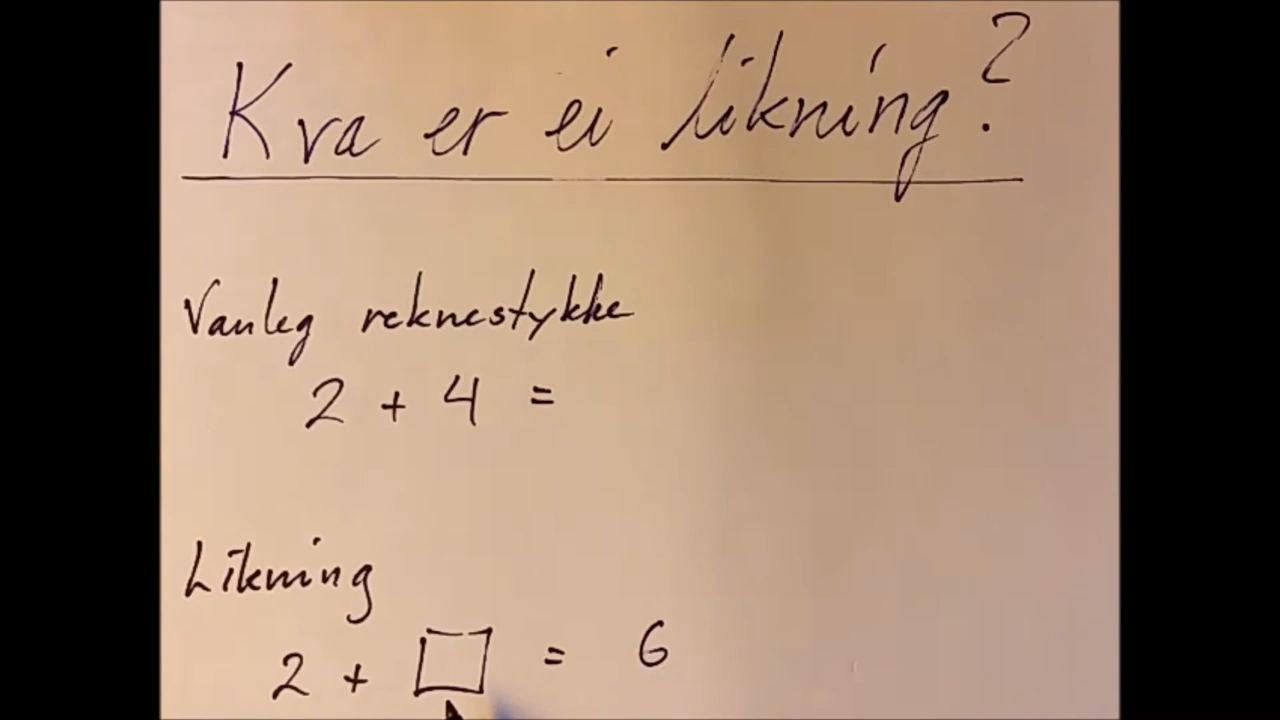 Kva er ei likning?
Vanleg reknestykke
2 + 4 =
Likning
2 + □ = 6